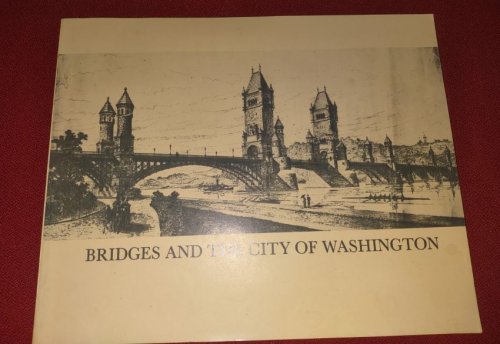 BRIDGES AND THE CITY OF WASHINGTON